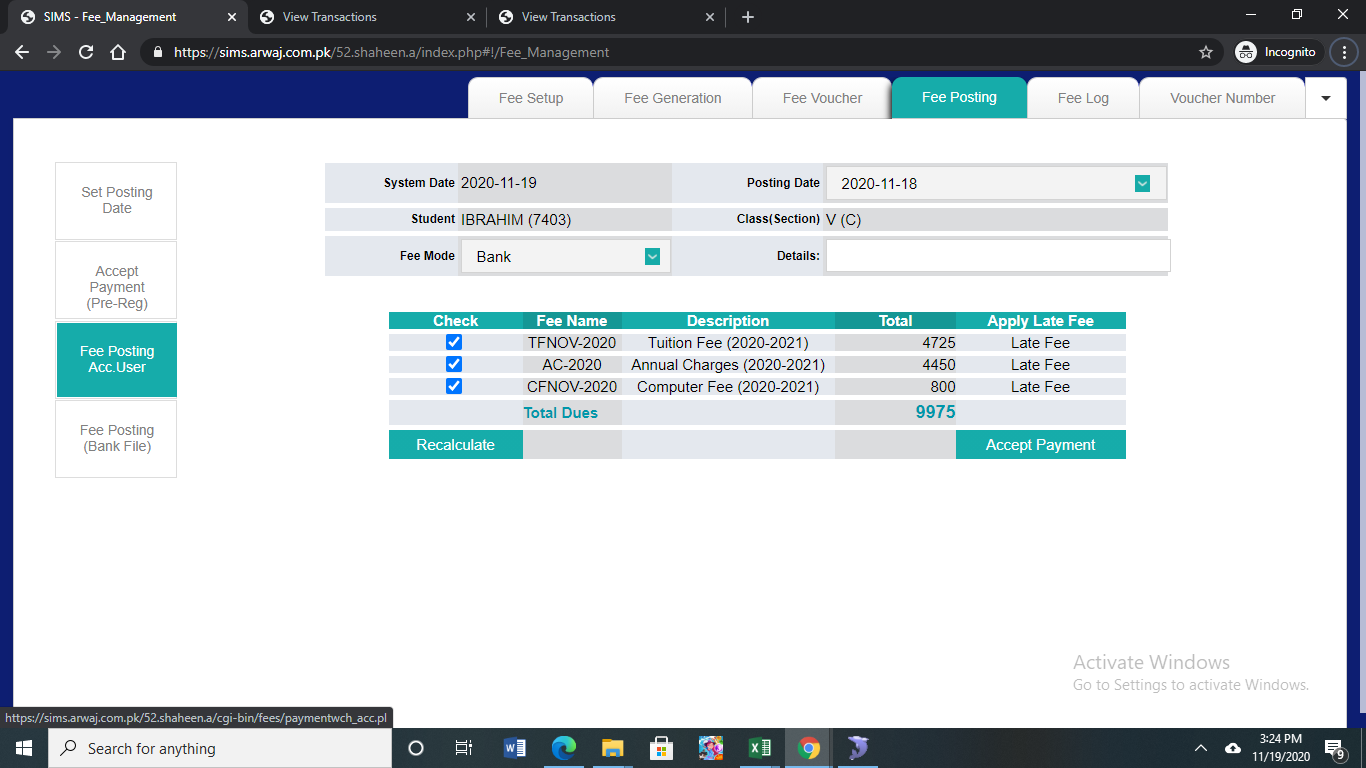 SIMS - Fee_Management
View Transactions
View Transactions
https://sims.arwaj.com.pk/52.shaheen.a/index.php#!/Fee_Management
Incognito
Fee Setup
Fee Generation
Fee Voucher
Fee Posting
Fee Log
Voucher Number
Set Posting
Date
Accept
Payment
(Pre-Reg)
Fee Posting
Acc.User
Fee Posting
(Bank File)
System Date 2020-11-19 Posting Date 2020-11-18
Student IBRAHIM (7403) Class(Section) V (C)
Fee Mode Bank Details:
Check Fee Name Description Total Apply Late Fee
TFNOV-2020 Tuition Fee (2020-2021) 4725 Late Fee
AC-2020 Annual Charges (2020-2021) 4450 Late Fee
CFNOV-2020 Computer Fee (2020-2021) 800 Late Fee
Total Dues 9975
Recalculate Accept Payment
Activate Windows
Go to Settings to activate Windows.
https://sims.arwaj.com.pk/52.shaheen.a/cgi-bin/fees/paymentwch_acc.pl
Search for anything
3:24 PM
11/19/2020
9